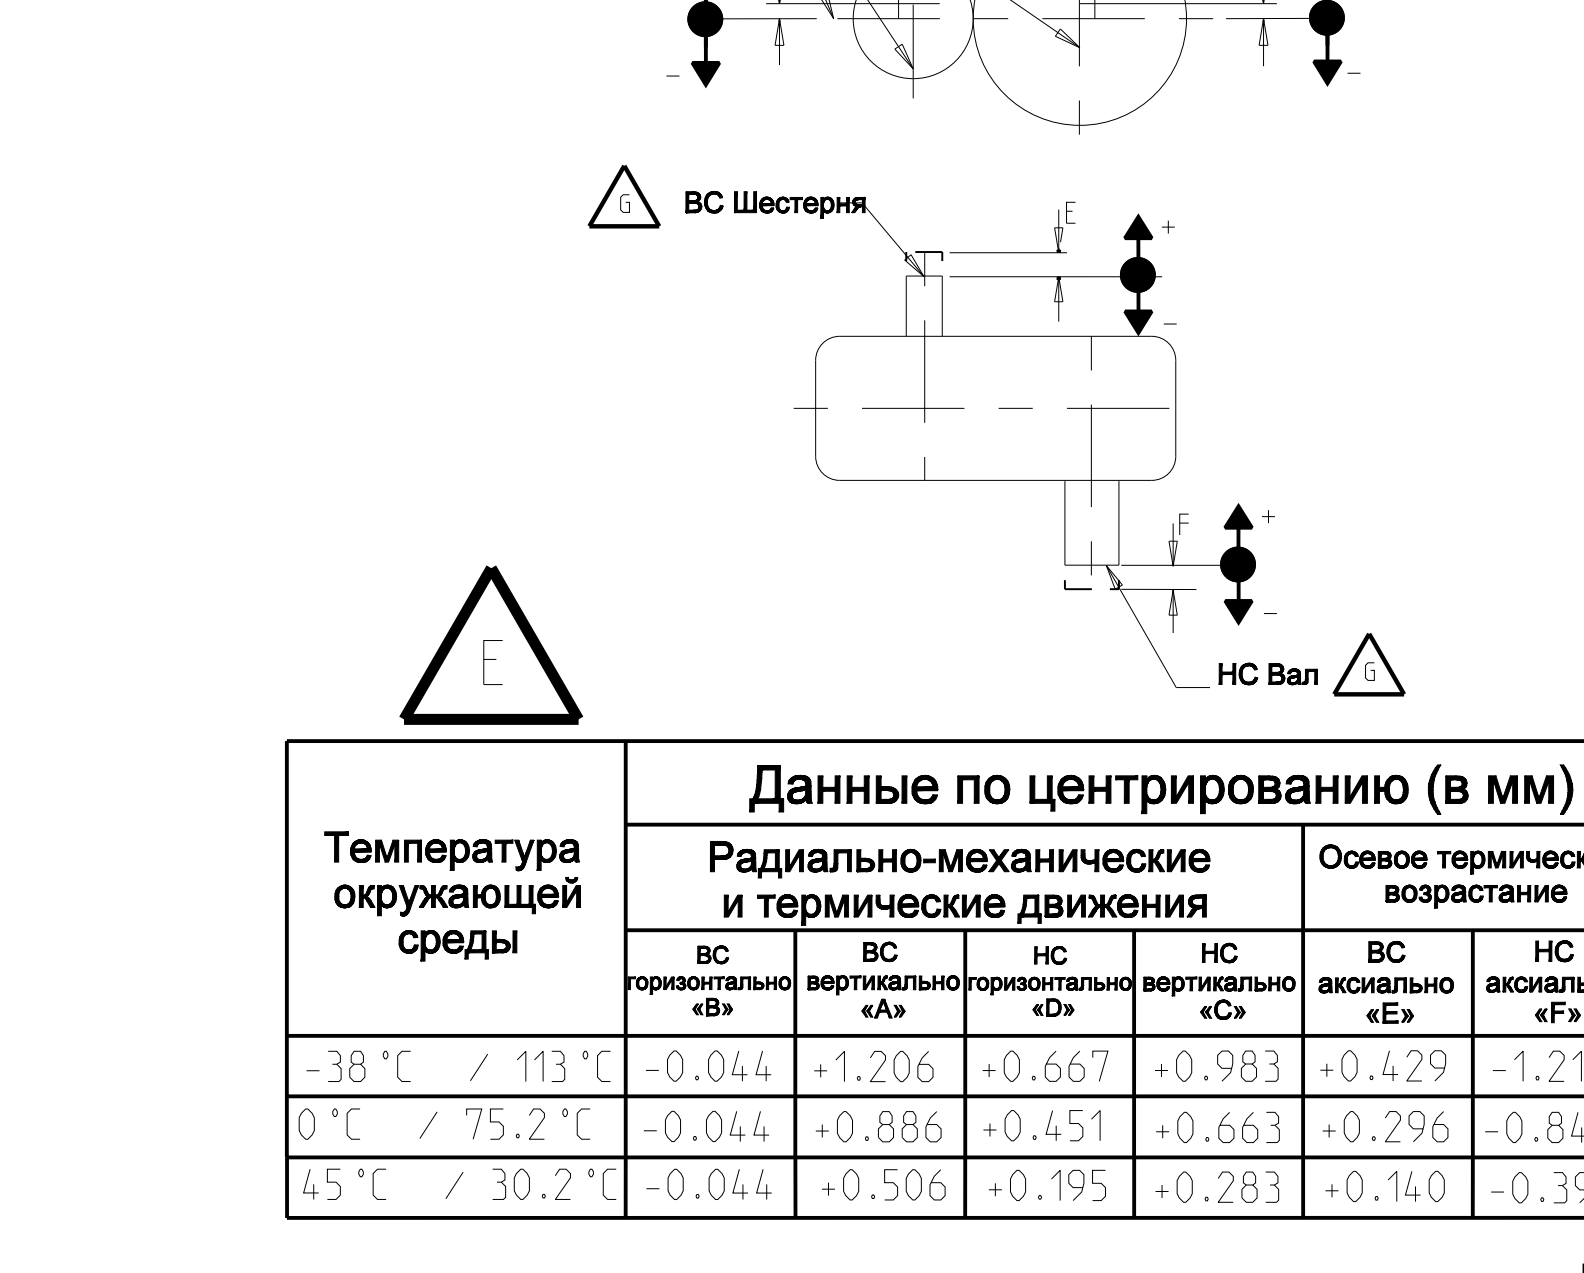 −
−
G
ВС Шестерня
E
+
−
F
+
−
E
НС Вал
G
Данные по центрированию (в мм)
Температура
окружающей
среды
Радиально-механические
и термические движения
Осевое
возрастание
ВС
горизонтально
«В»
ВС
вертикально
«А»
НС
горизонтально
«D»
НС
вертикально
«С»
ВС
аксиально
«Е»
НС
«F»
-38°C / 113°C -0.044 +1.206 +0.667 +0.983 +0.429
0°C / 75.2°C -0.044 +0.886 +0.451 +0.663 +0.296
45°C / 30.2°C -0.044 +0.506 +0.195 +0.283 +0.140